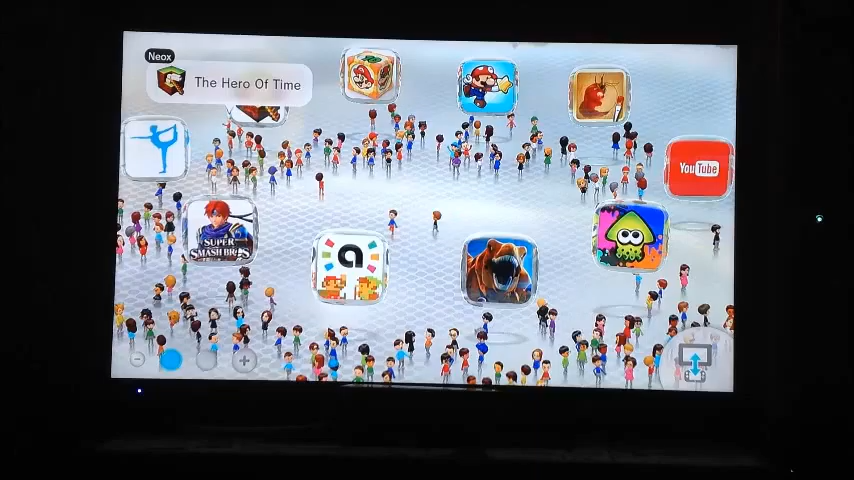 Neox
The Hero Of Time
YouTube
SUPER
SMASH BROS
a